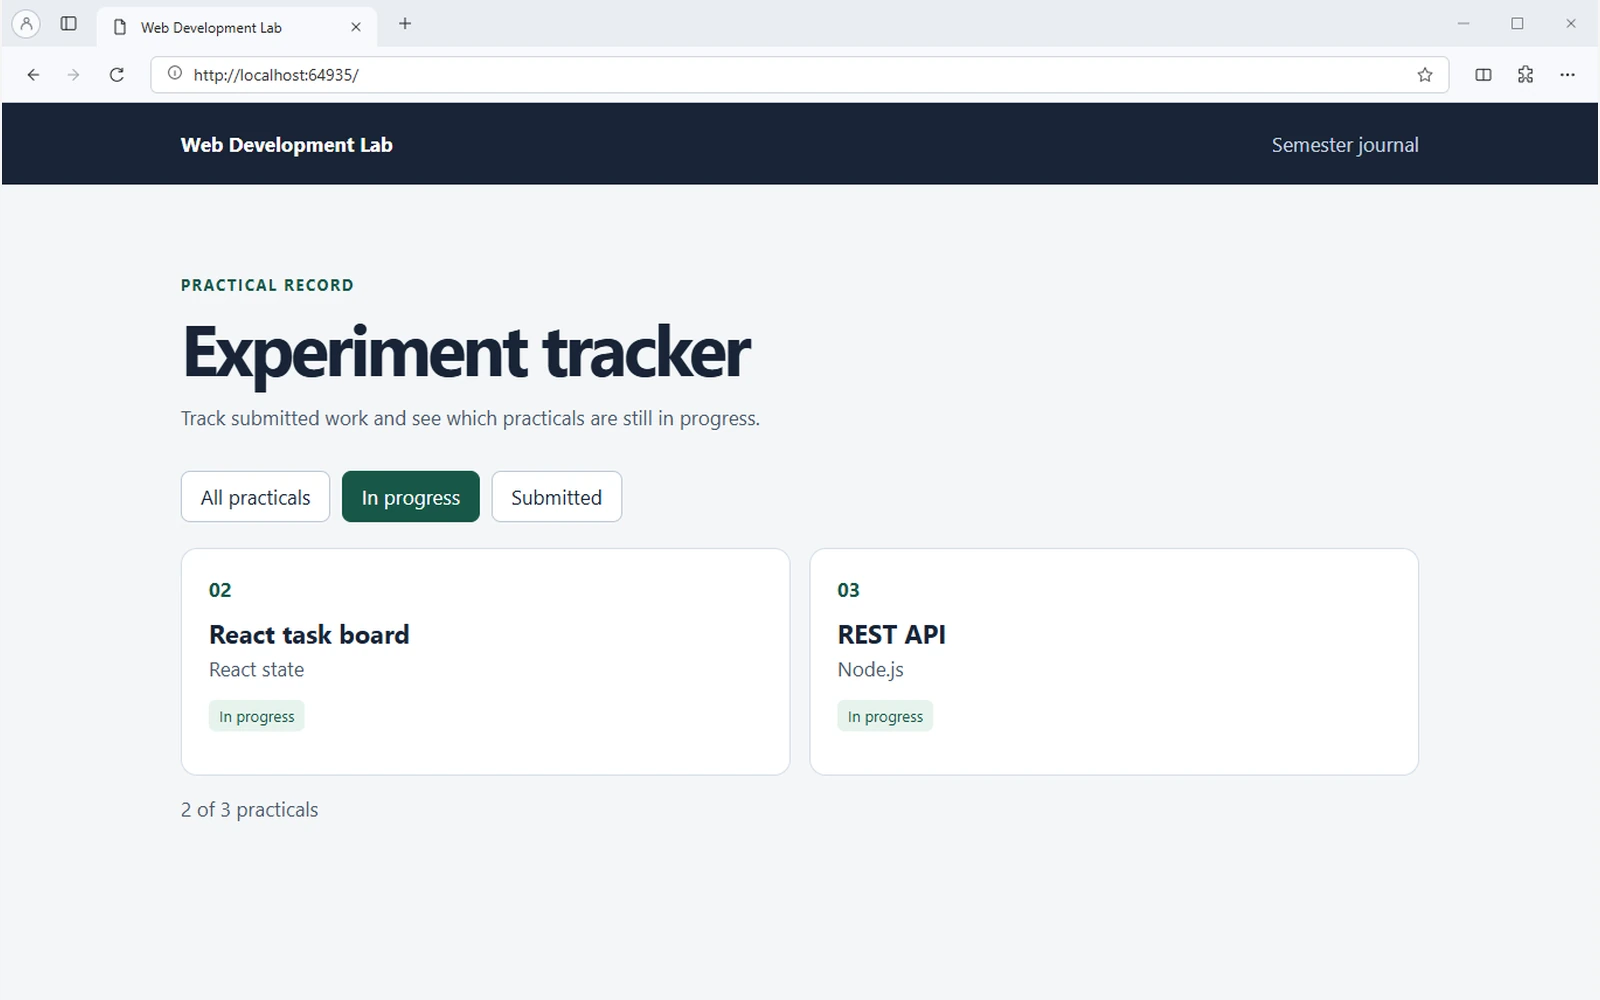 Web Development Lab
http://localhost:64935/
Web Development Lab
Semester journal
PRACTICAL RECORD
Experiment tracker
Track submitted work and see which practicals are still in progress.
All practicals
In progress
Submitted
02
React task board
React state
In progress
03
REST API
Node.js
In progress
2 of 3 practicals